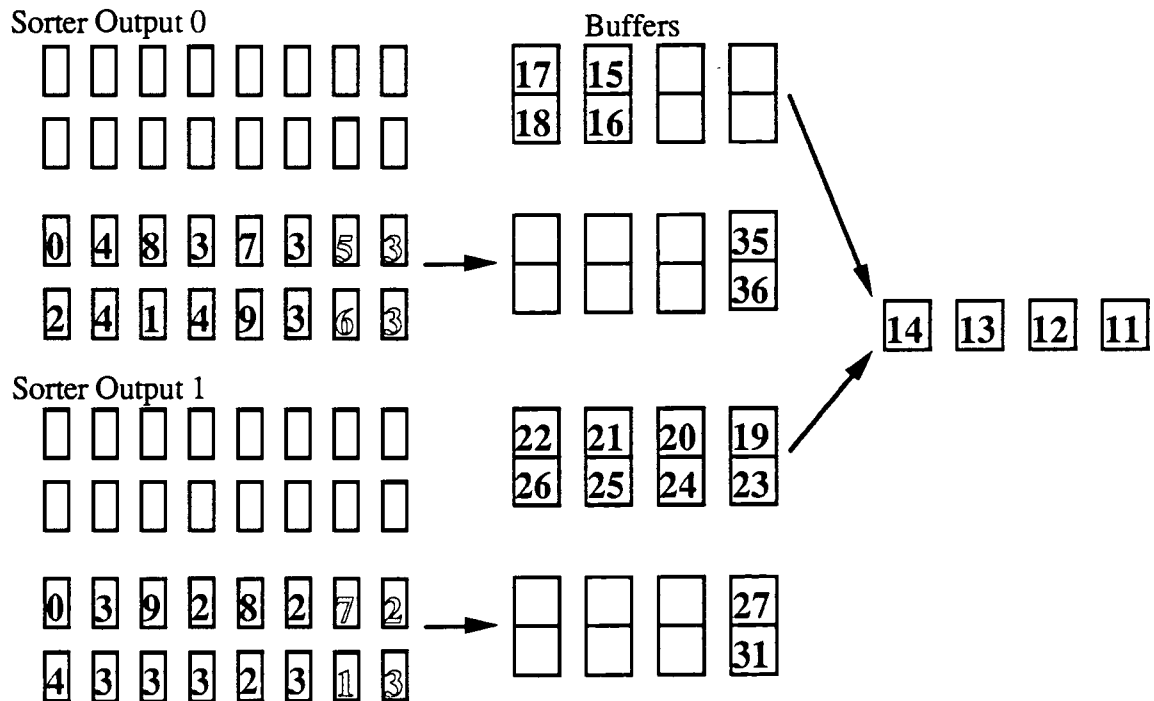 Sorter Output 0
Buffers
17 15
18 16
0 4 8 3 7 3 5 3
2 4 1 4 9 3 6 3
35
36
14 13 12 11
Sorter Output 1
22 21 20 19
26 25 24 23
0 3 9 2 8 2 7 2
4 3 3 3 2 3 1 3
27
31